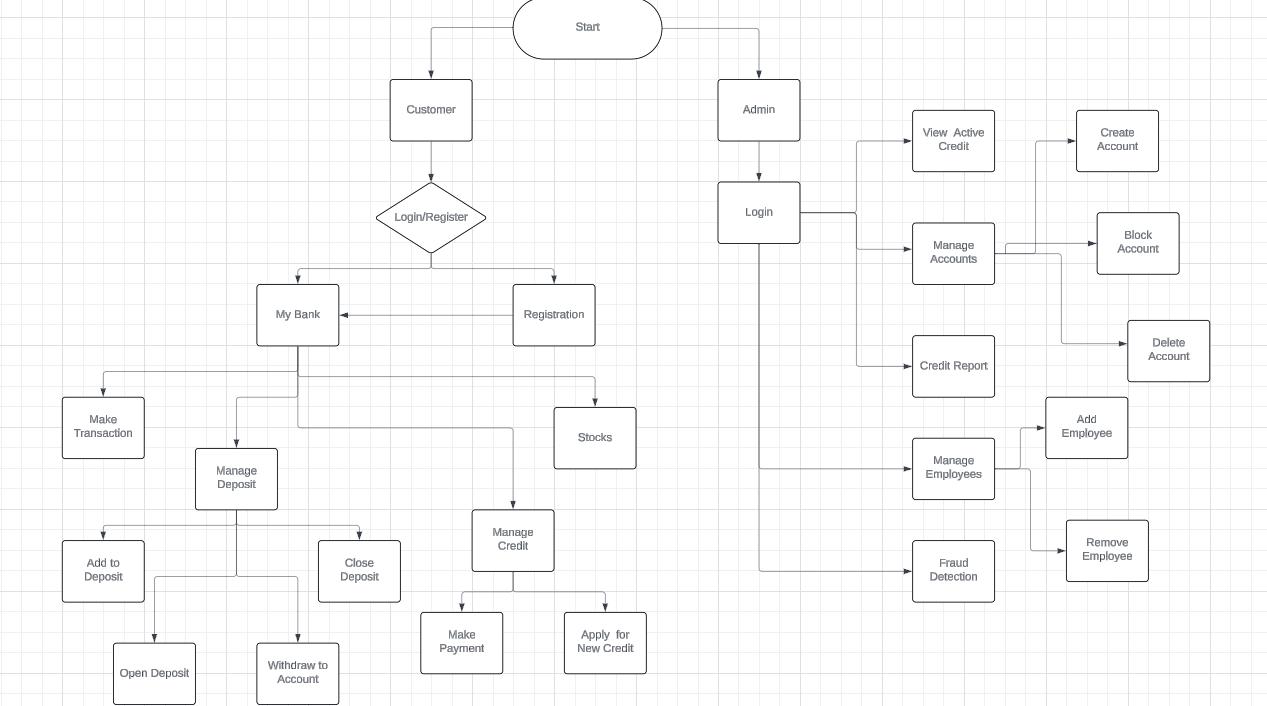 Start
Customer
Admin
Login/Register
Login
My Bank
Registration
Make
Transaction
Manage
Deposit
Stocks
Manage
Credit
Add to
Deposit
Close
Deposit
Open Deposit
Withdraw to
Account
Make
Payment
Apply for
New Credit
View Active
Credit
Manage
Accounts
Credit Report
Manage
Employees
Fraud
Detection
Create
Account
Block
Account
Delete
Account
Add
Employee
Remove
Employee